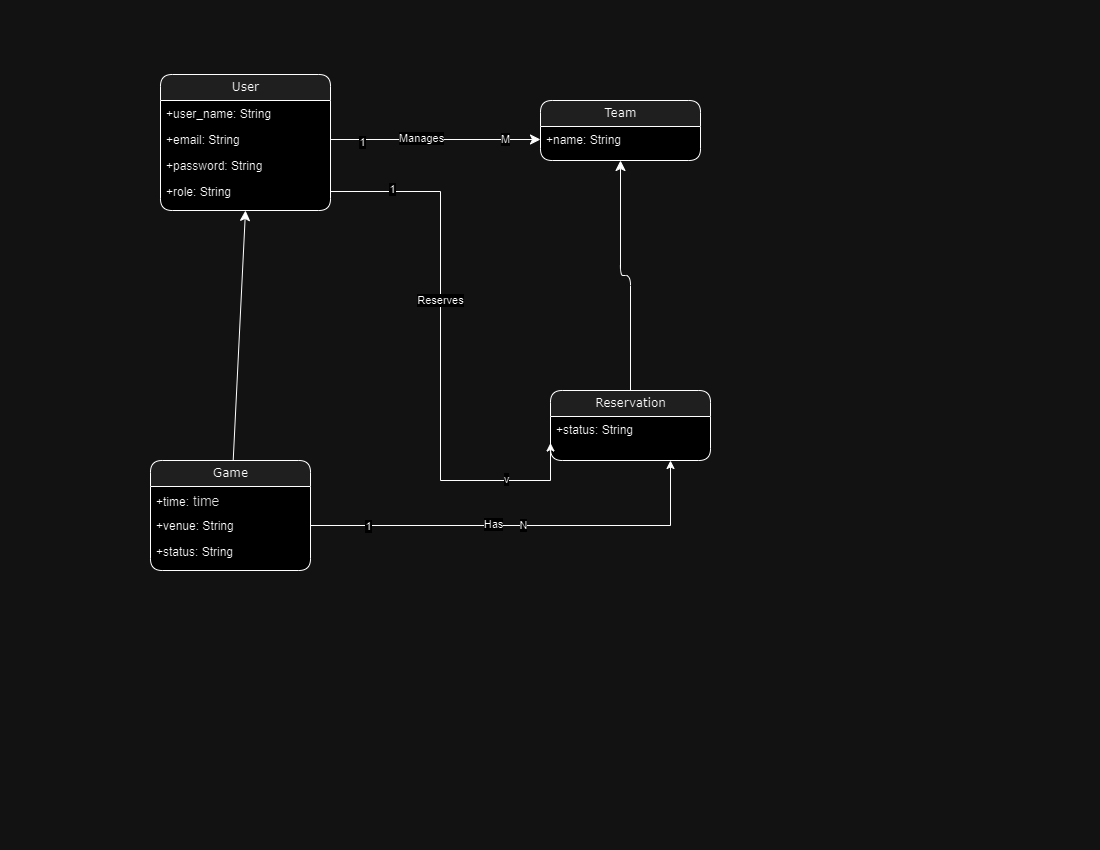 User
+user_name: String
+email: String
+password: String
+role: String
Team
+name: String
1
Manages
M
1
Reserves
Reservation
+status: String
v
Game
+time: time
+venue: String
+status: String
1
Has
N